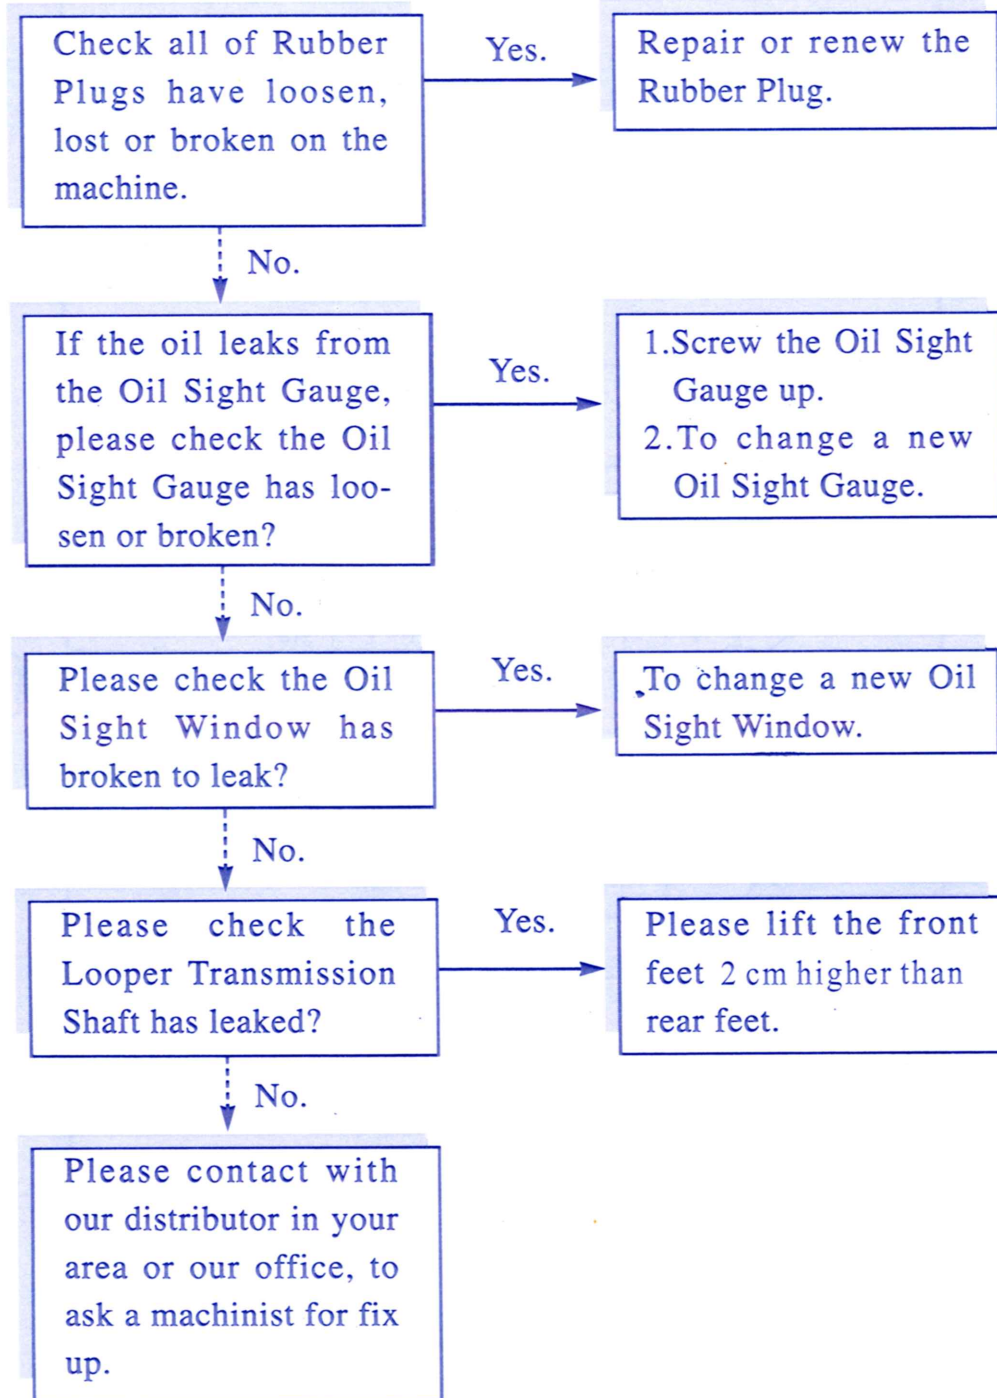 Check all of Rubber
Plugs have loosen,
lost or broken on the
machine.
Yes.
Repair or renew the
Rubber Plug.
No.
If the oil leaks from
the Oil Sight Gauge,
please check the Oil
Sight Gauge has loo-
sen or broken?
Yes.
1.Screw the Oil Sight
Gauge up.
2.To change a new
Oil Sight Gauge.
No.
Please check the Oil
Sight Window has
broken to leak?
Yes.
To change a new Oil
Sight Window.
No.
Please check the
Looper Transmission
Shaft has leaked?
Yes.
Please lift the front
feet 2 cm higher than
rear feet.
No.
Please contact with
our distributor in your
area or our office, to
ask a machinist for fix
up.